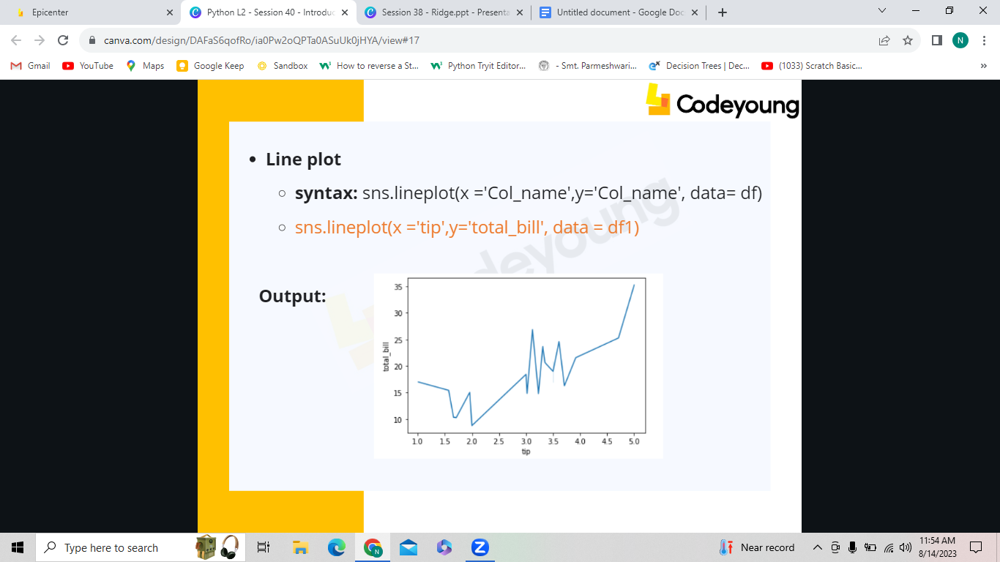 Epicenter
Python L2 - Session 40 - Introduc
Session 38 - Ridge.ppt - Presenta
Untitled document - Google Doc
canva.com/design/DAFaS6qofRo/ia0Pw2oQPTa0ASuUk0jHYA/view#17
N
Gmail
YouTube
Maps
Google Keep
Sandbox
How to reverse a St...
Python Tryit Editor...
- Smt. Parmeshwari...
Decision Trees | Dec...
(1033) Scratch Basic...
»
Codeyoung
• Line plot
○ syntax: sns.lineplot(x ='Col_name',y='Col_name', data= df)
○ sns.lineplot(x ='tip',y='total_bill', data = df1)
deyoung
Output:
35
30
25
20
15
10
total_bill
1.0 1.5 2.0 2.5 3.0 3.5 4.0 4.5 5.0
tip
Type here to search
N
Z
Near record
11:54 AM
8/14/2023